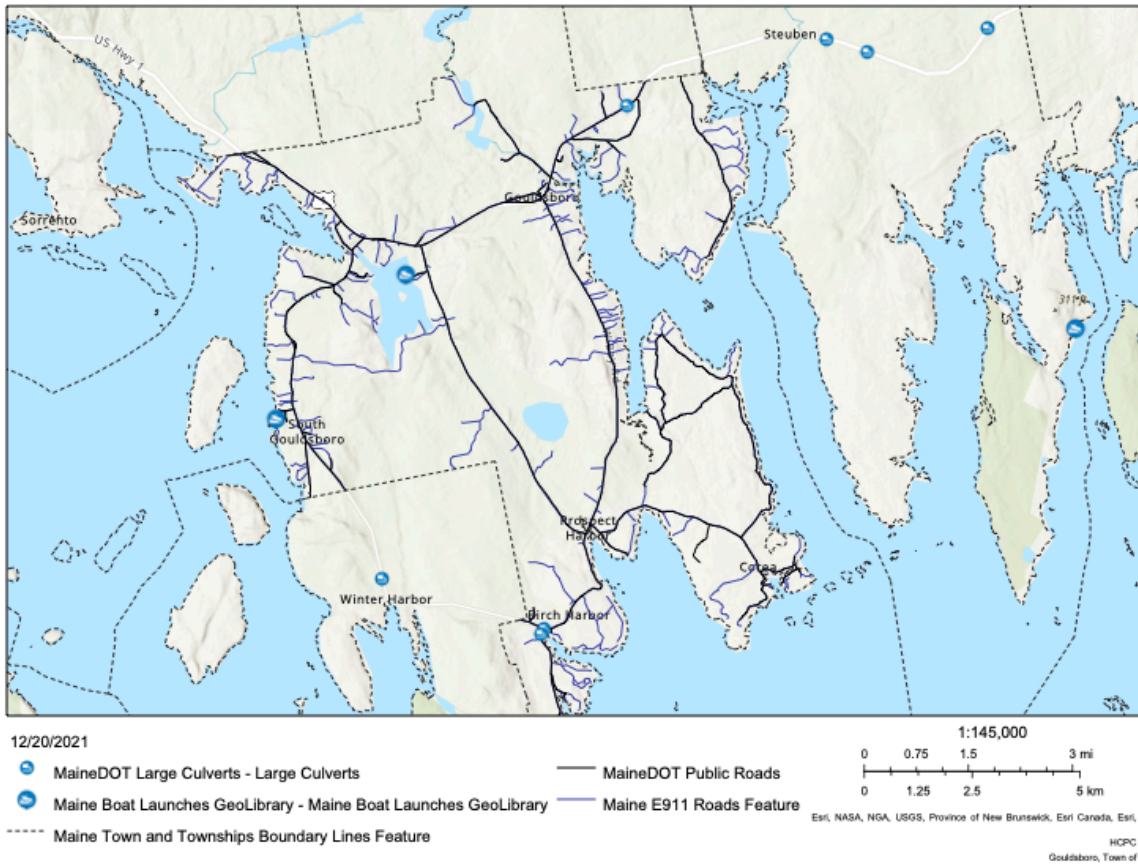 Steuben
US Hwy 1
Gouldsboro
Sorrento
311 ft
South
Gouldsboro
Prospect
Harbor
Corea
Winter Harbor
Birch Harbor
12/20/2021
MaineDOT Large Culverts - Large Culverts
Maine Boat Launches GeoLibrary - Maine Boat Launches GeoLibrary
Maine Town and Townships Boundary Lines Feature
MaineDOT Public Roads
Maine E911 Roads Feature
1:145,000
0 0.75 1.5 3 mi
0 1.25 2.5 5 km
Esri, NASA, NGA, USGS, Province of New Brunswick, Esri Canada, Esri,
HCPC
Gouldsboro, Town of